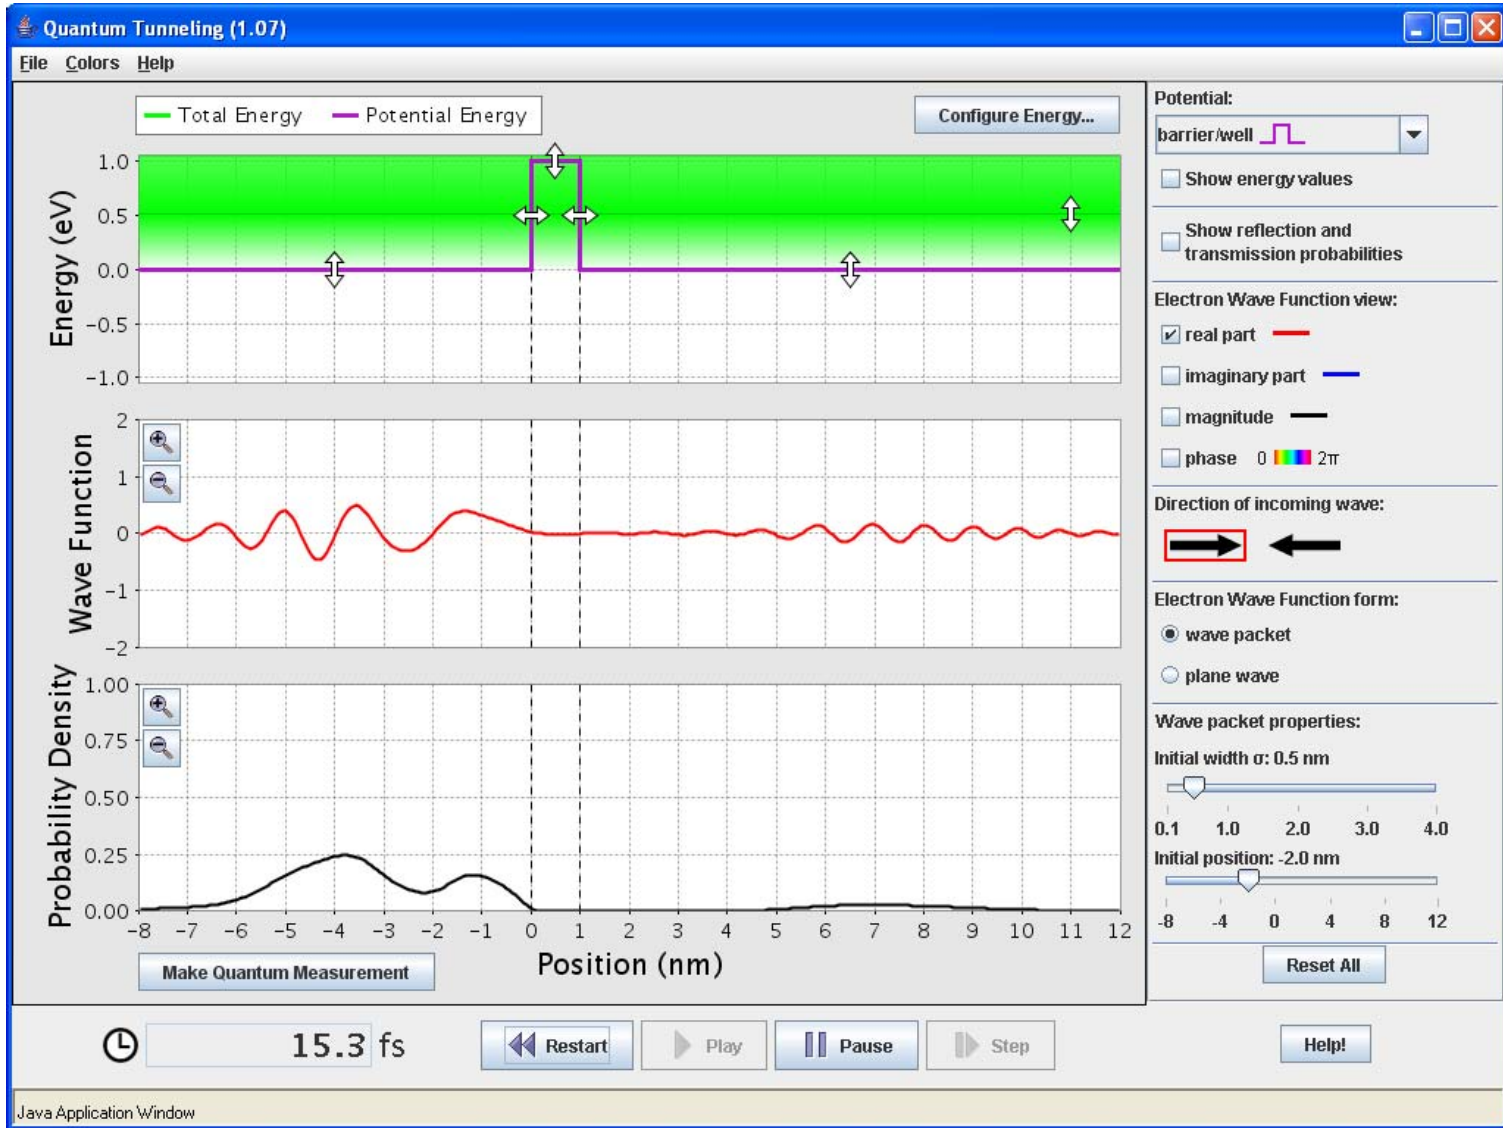 Quantum Tunneling (1.07)
File Colors Help
Total Energy Potential Energy
Configure Energy...
Energy (eV)
1.0
0.5
0.0
−0.5
−1.0
Wave Function
2
1
0
−1
−2
Probability Density
1.00
0.75
0.50
0.25
0.00
−8 −7 −6 −5 −4 −3 −2 −1 0 1 2 3 4 5 6 7 8 9 10 11 12
Position (nm)
Make Quantum Measurement
Potential:
barrier/well
Show energy values
Show reflection and
transmission probabilities
Electron Wave Function view:
real part
imaginary part
magnitude
phase 0 2π
Direction of incoming wave:
Electron Wave Function form:
wave packet
plane wave
Wave packet properties:
Initial width σ: 0.5 nm
0.1 1.0 2.0 3.0 4.0
Initial position: -2.0 nm
-8 -4 0 4 8 12
Reset All
15.3 fs
Restart
Play
Pause
Step
Help!
Java Application Window